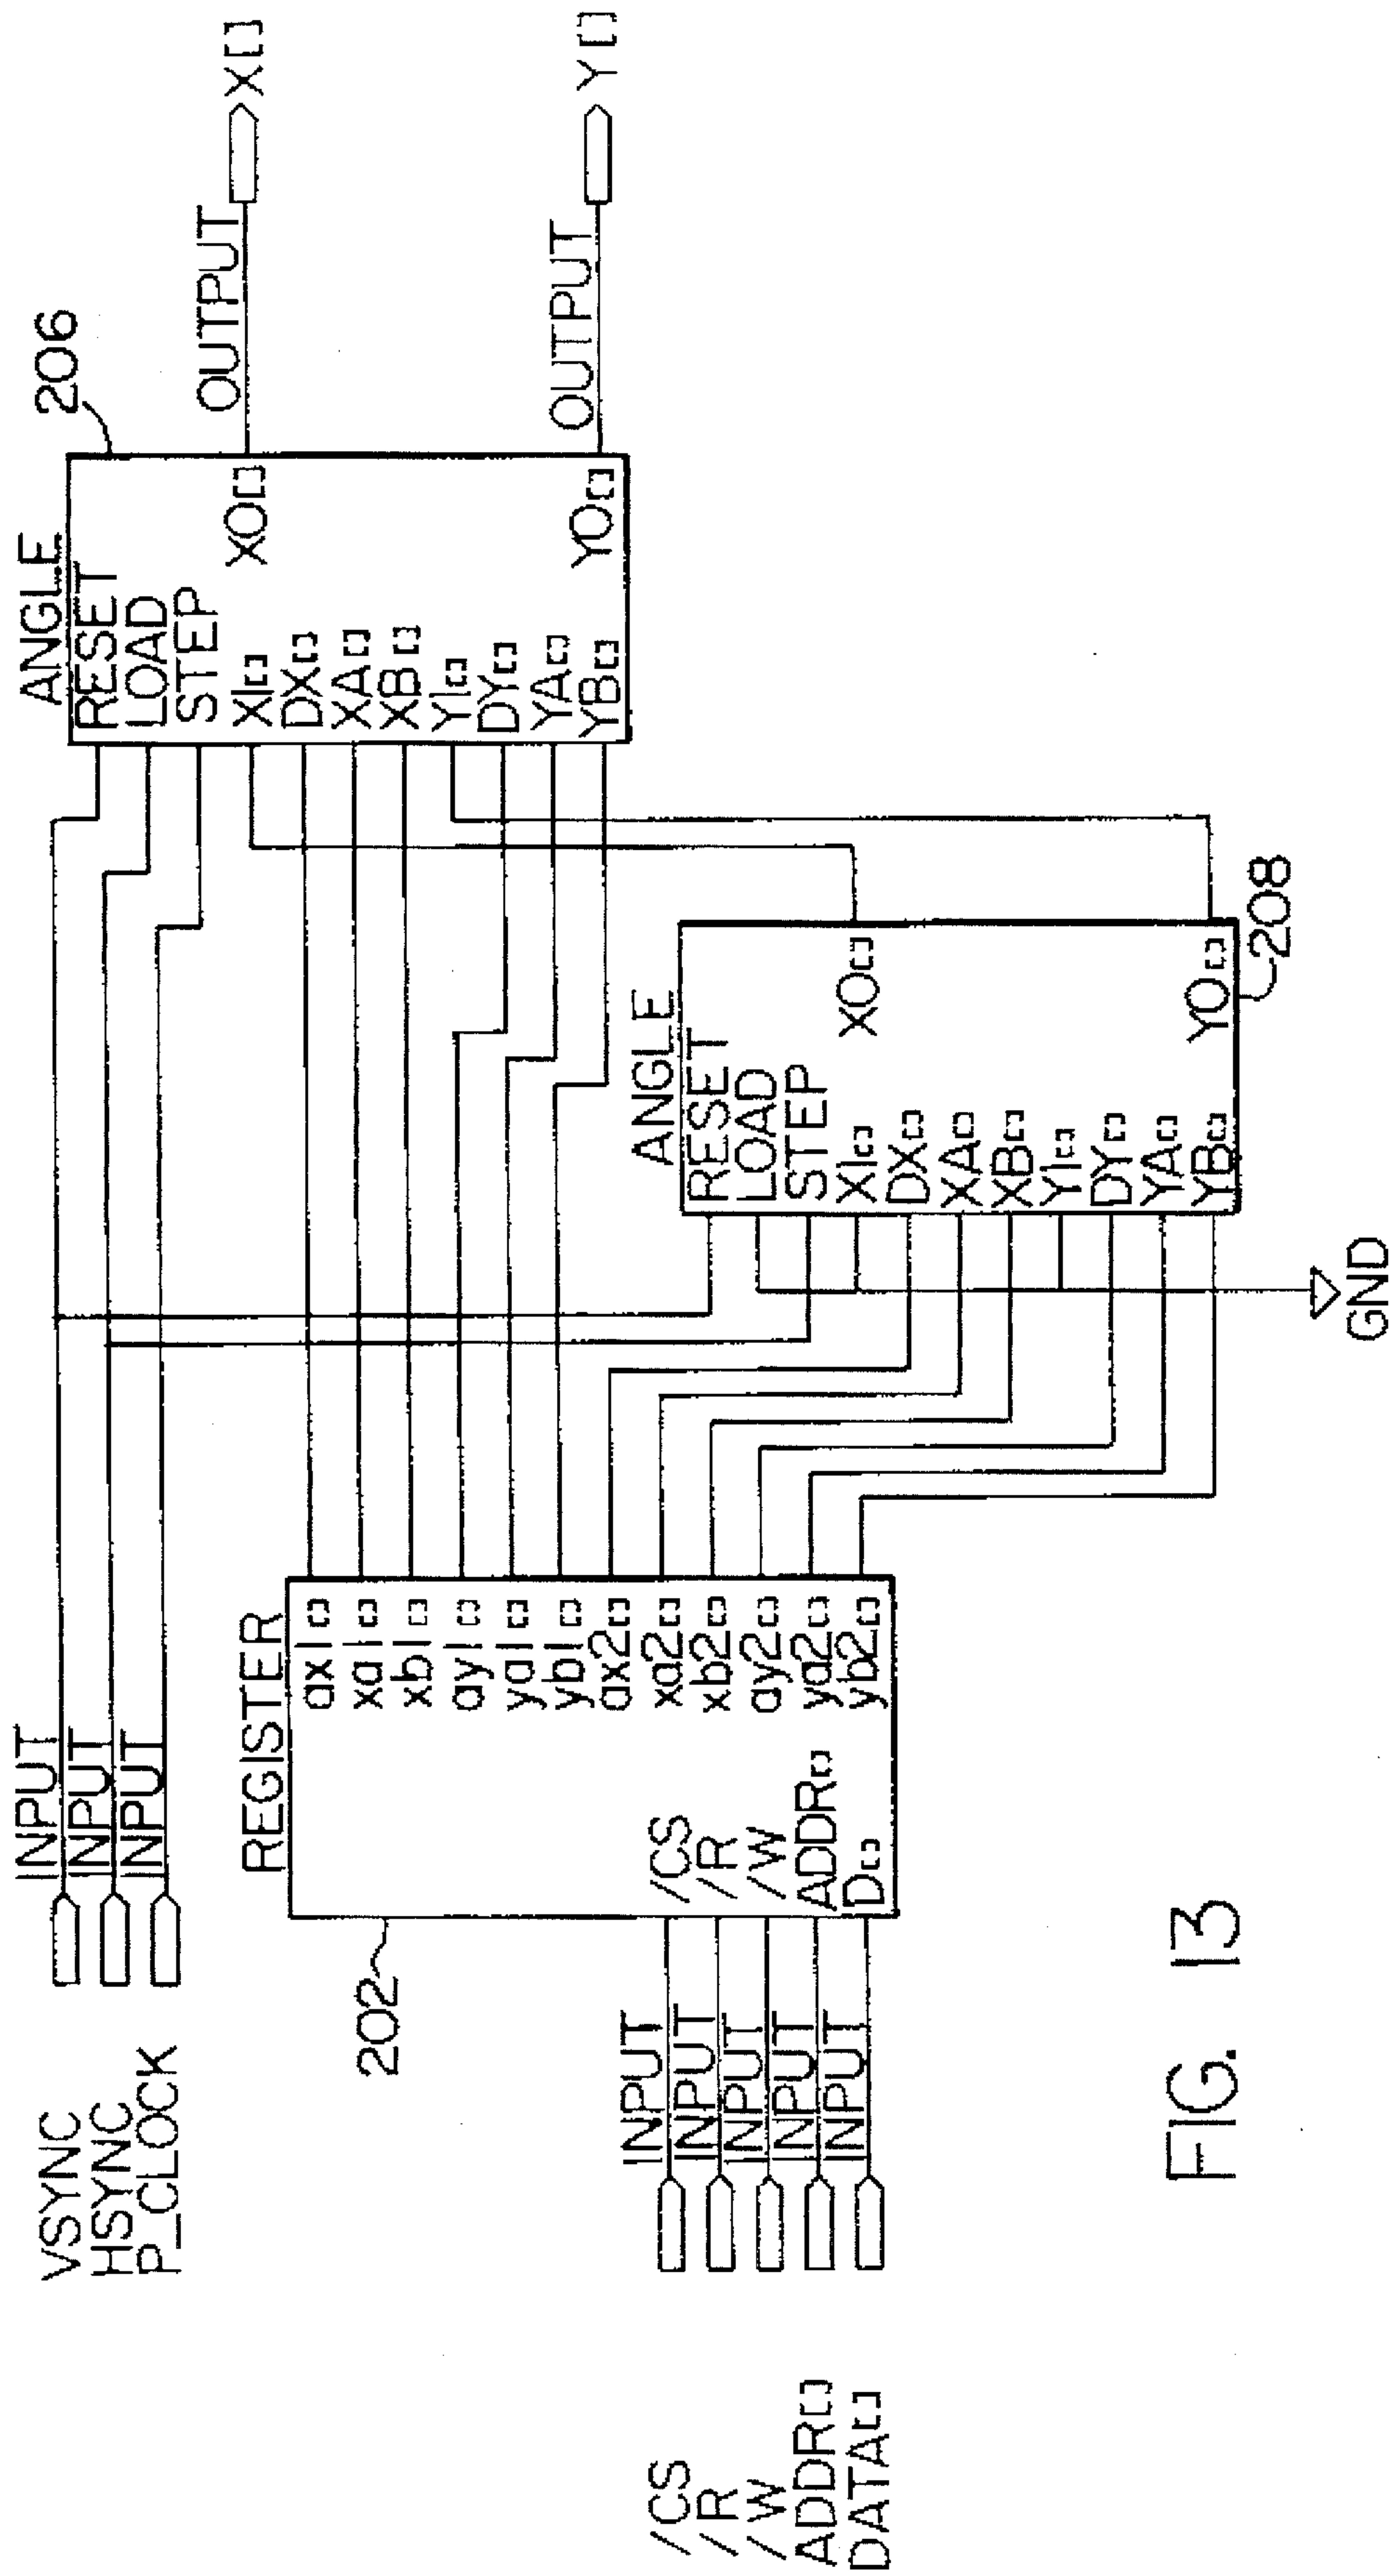 VSYNC
HSYNC
P_CLOCK
INPUT
INPUT
INPUT
ANGLE
206
RESET
LOAD
STEP
XI[]
DX[]
XA[]
XB[]
YI[]
DY[]
YA[]
YB[]
XO[]
YO[]
OUTPUT
X[]
OUTPUT
Y[]
REGISTER
202
ax1[]
xa1[]
xb1[]
ay1[]
ya1[]
yb1[]
ax2[]
xa2[]
xb2[]
ay2[]
ya2[]
yb2[]
/CS
/R
/W
ADDR[]
D[]
/CS
/R
/W
ADDR[]
DATA[]
INPUT
INPUT
INPUT
INPUT
INPUT
ANGLE
RESET
LOAD
STEP
XI[]
DX[]
XA[]
XB[]
YI[]
DY[]
YA[]
YB[]
XO[]
YO[]
208
GND
FIG. 13